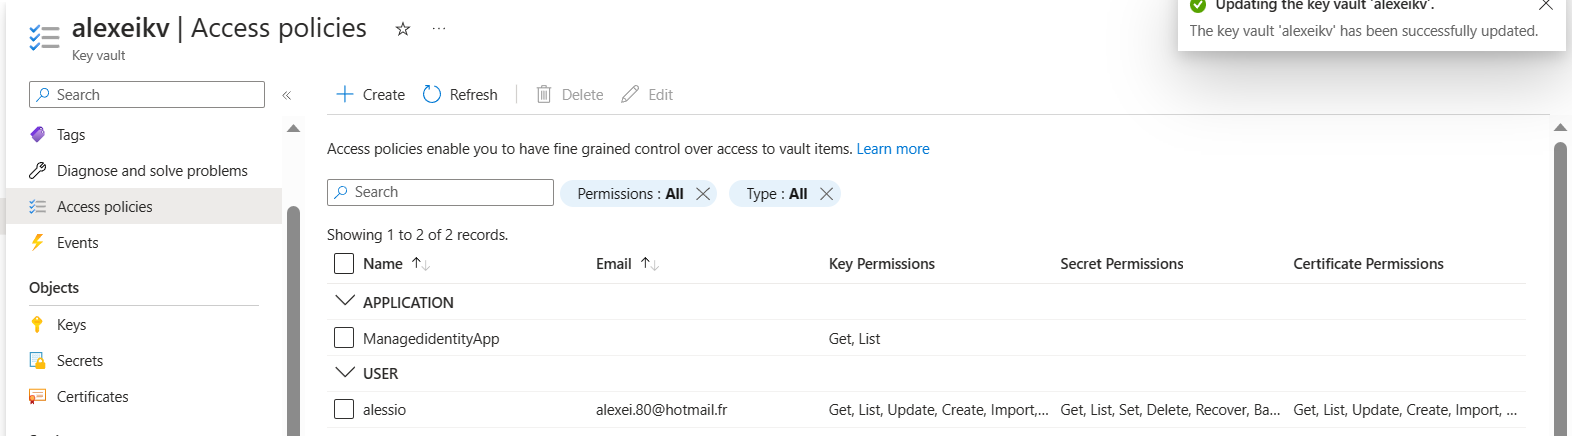 alexeikv | Access policies
Key vault
Updating the key vault 'alexeikv'.
The key vault 'alexeikv' has been successfully updated.
Search
Tags
Diagnose and solve problems
Access policies
Events
Objects
Keys
Secrets
Certificates
Create Refresh Delete Edit
Access policies enable you to have fine grained control over access to vault items. Learn more
Search Permissions : All Type : All
Showing 1 to 2 of 2 records.
Name Email Key Permissions Secret Permissions Certificate Permissions
APPLICATION
ManagedidentityApp Get, List
USER
alessio alexei.80@hotmail.fr Get, List, Update, Create, Import,... Get, List, Set, Delete, Recover, Ba... Get, List, Update, Create, Import, ...